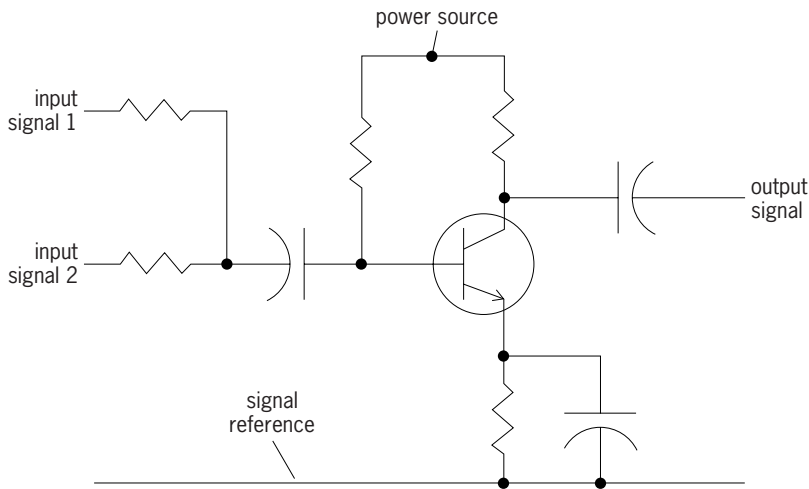 power source
input
signal 1
input
signal 2
output
signal
signal
reference